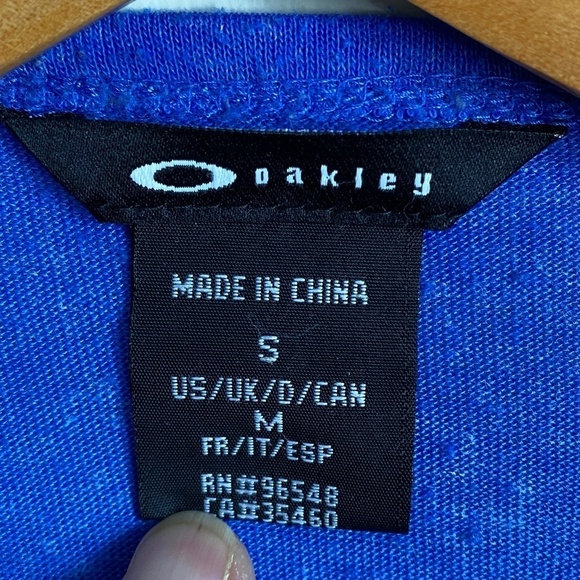 oakley
MADE IN CHINA
S
US/UK/D/CAN
M
FR/IT/ESP
RN#96548
CA#35460